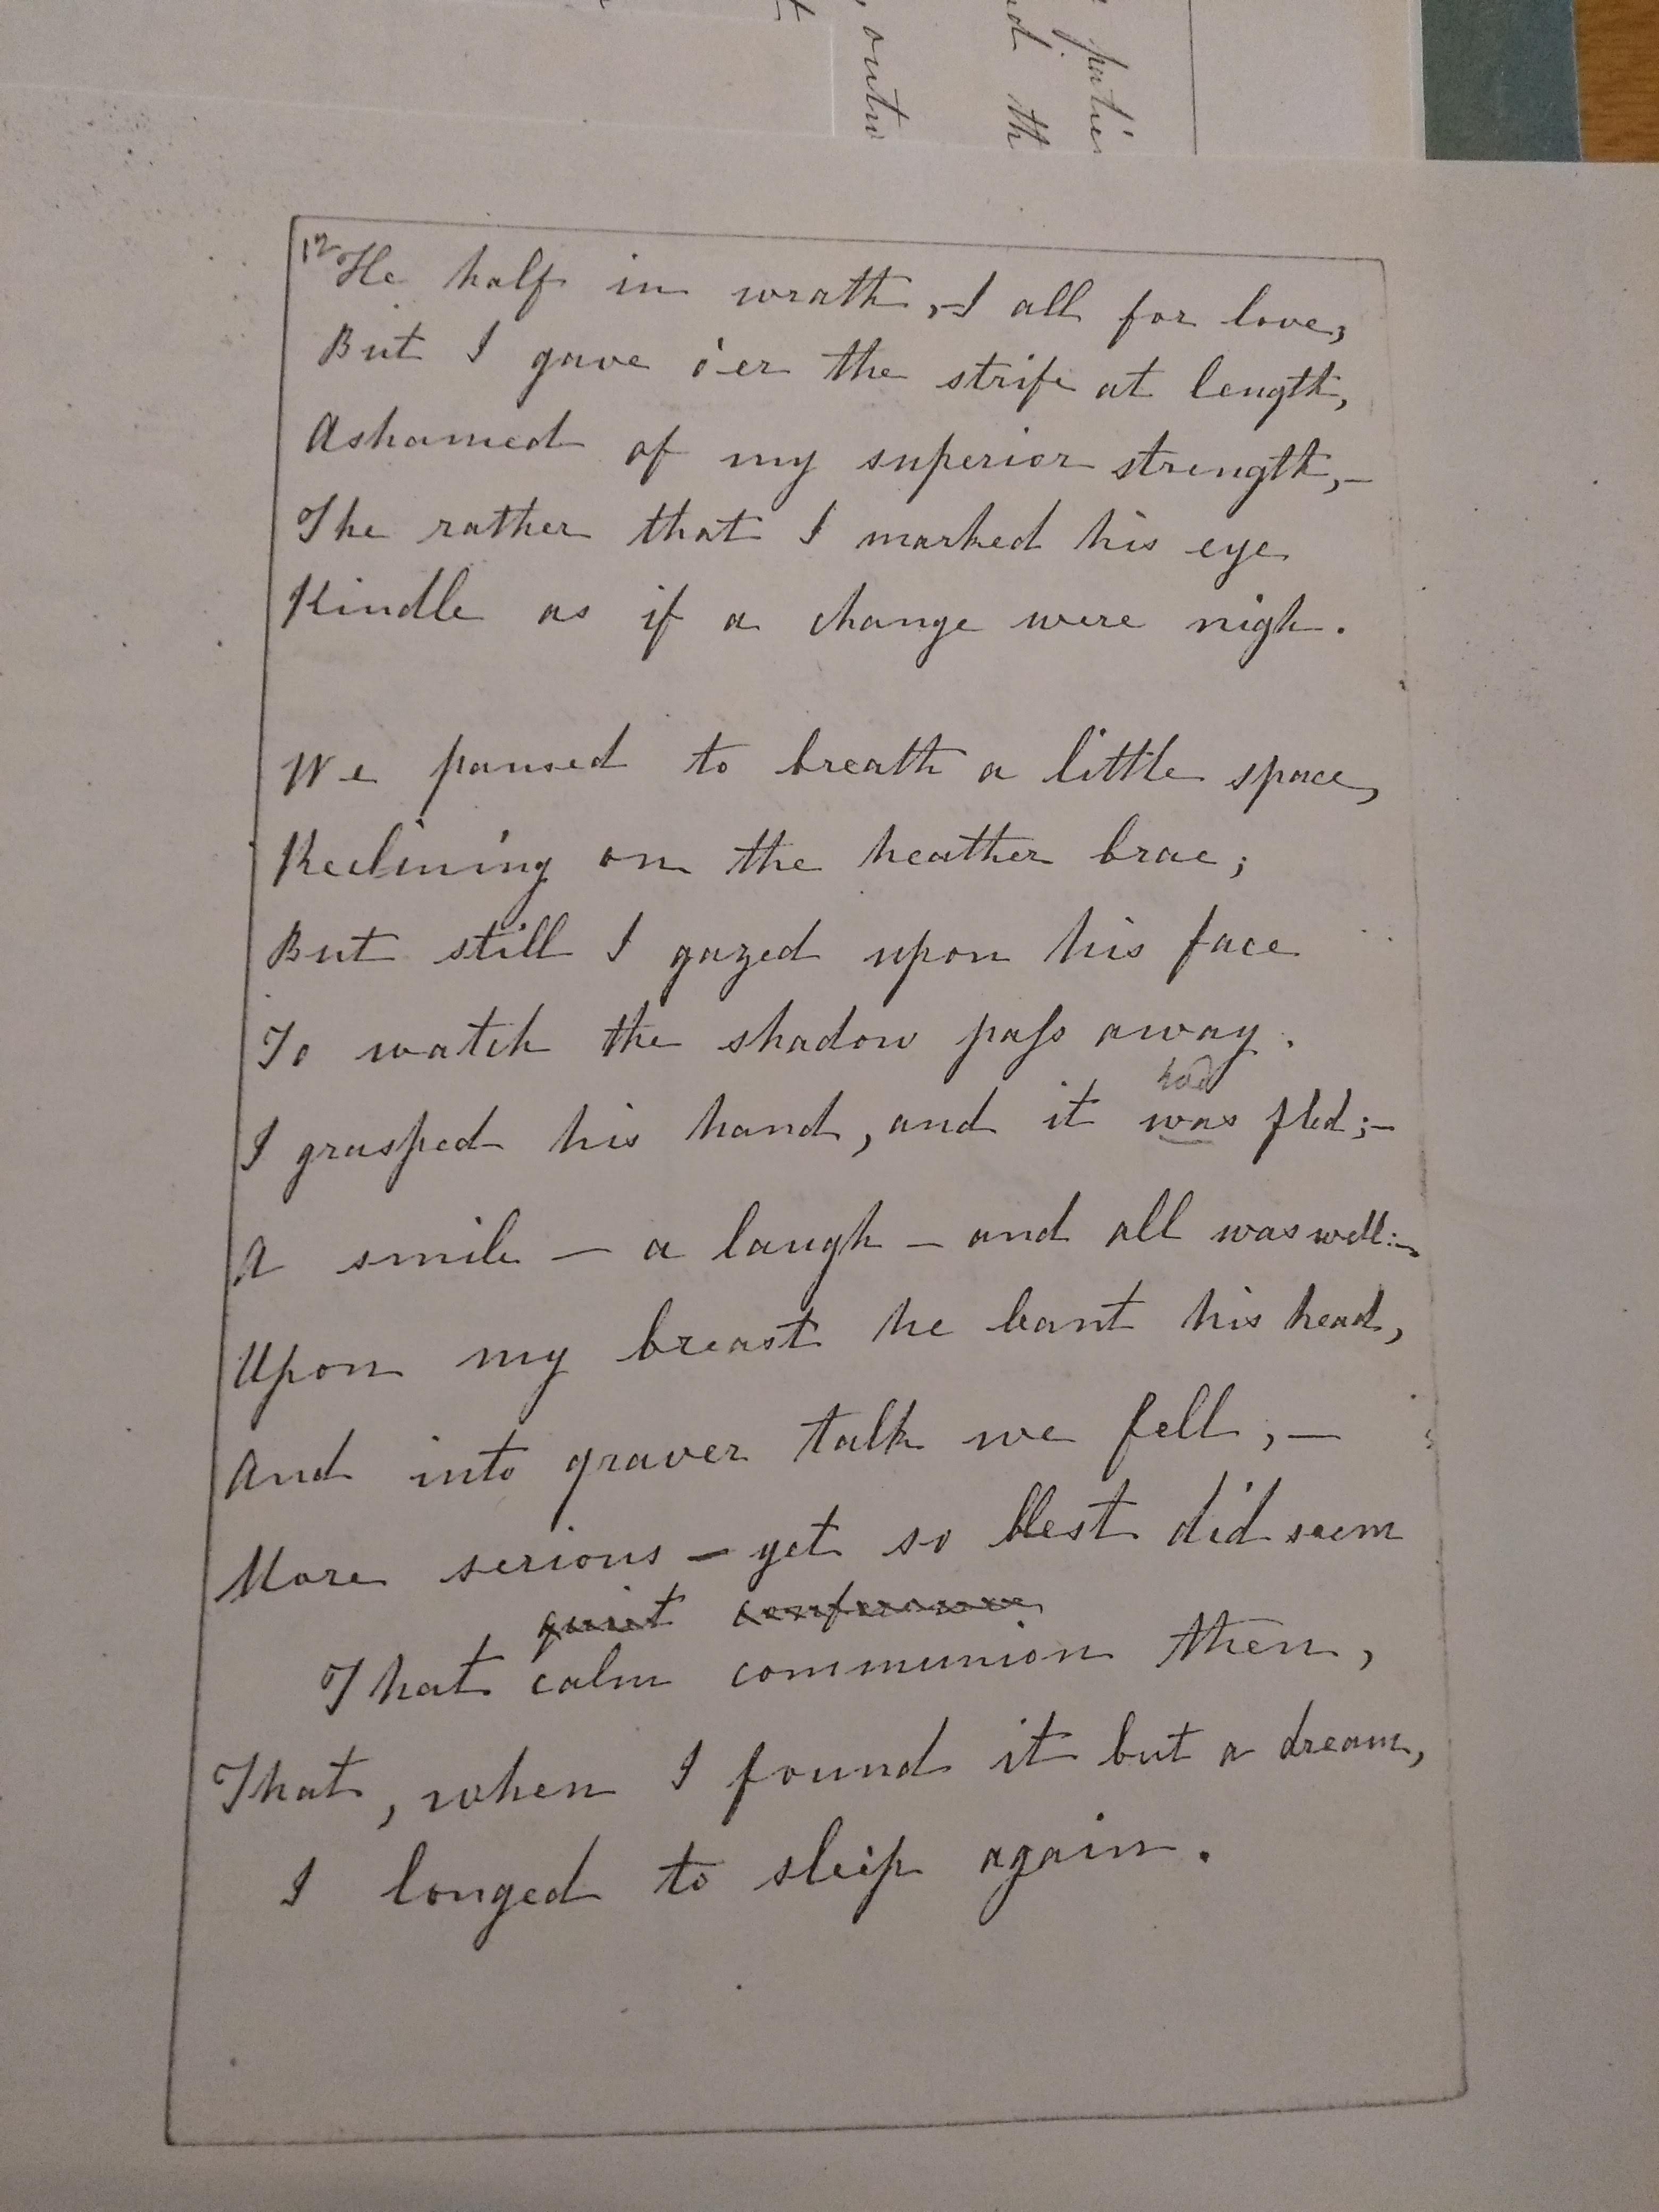 t
, outw
nd th
patie
12
He half in wrath,-I all for love;
But I gave o'er the strife at length,
Ashamed of my superior strength,-
The rather that I marked his eye
Kindle as if a change were nigh.
We paused to breath a little space,
Reclining on the heather brae;
But still I gazed upon his face
To watch the shadow paſs away.
had
I grasped his hand, and it was fled;-
A smile - a laugh - and all was well:-
Upon my breast he leant his head,
And into graver talk we fell,-
More serious - yet so blest did seem
quiet conference
That calm communion then,
That, when I found it but a dream,
I longed to sleep again.